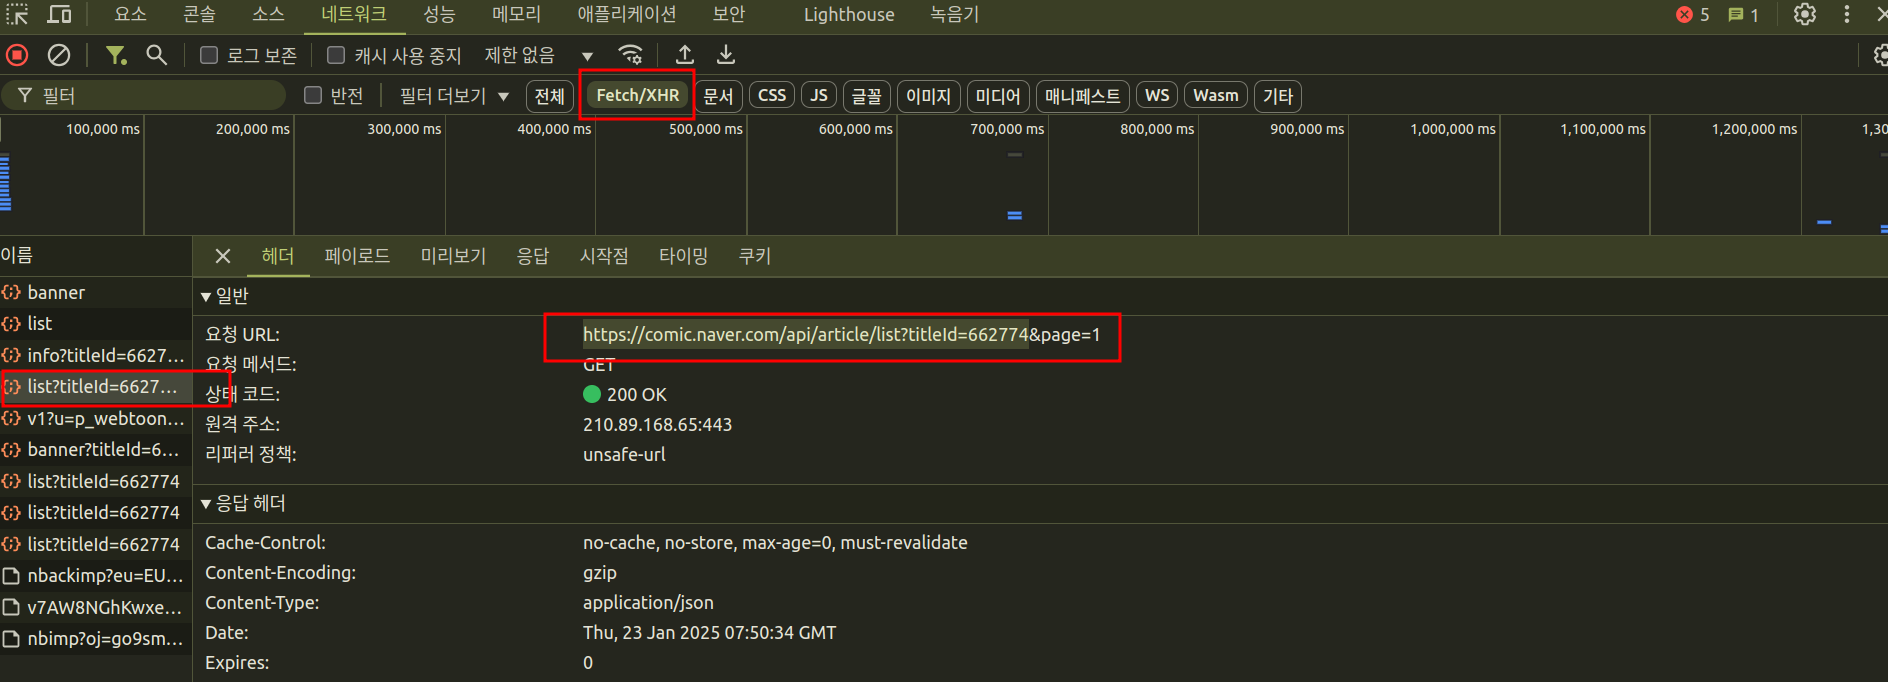 요소 콘솔 소스 네트워크 성능 메모리 애플리케이션 보안 Lighthouse 녹음기 5 1
로그 보존 캐시 사용 중지 제한 없음
필터 반전 필터 더보기 전체 Fetch/XHR 문서 CSS JS 글꼴 이미지 미디어 매니페스트 WS Wasm 기타
100,000 ms 200,000 ms 300,000 ms 400,000 ms 500,000 ms 600,000 ms 700,000 ms 800,000 ms 900,000 ms 1,000,000 ms 1,100,000 ms 1,200,000 ms 1,30
이름
banner
list
info?titleId=6627...
list?titleId=6627...
v1?u=p_webtoon...
banner?titleId=6...
list?titleId=662774
list?titleId=662774
list?titleId=662774
nbackimp?eu=EU...
v7AW8NGhKwxe...
nbimp?oj=go9sm...
헤더 페이로드 미리보기 응답 시작점 타이밍 쿠키
일반
요청 URL: https://comic.naver.com/api/article/list?titleId=662774&page=1
요청 메서드: GET
상태 코드: 200 OK
원격 주소: 210.89.168.65:443
리퍼러 정책: unsafe-url
응답 헤더
Cache-Control: no-cache, no-store, max-age=0, must-revalidate
Content-Encoding: gzip
Content-Type: application/json
Date: Thu, 23 Jan 2025 07:50:34 GMT
Expires: 0